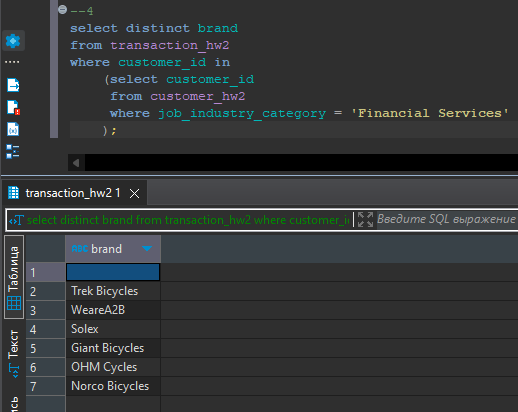 --4
select distinct brand
from transaction_hw2
where customer_id in
(select customer_id
from customer_hw2
where job_industry_category = 'Financial Services'
);
transaction_hw2 1
select distinct brand from transaction_hw2 where customer_i
Введите SQL выражение
Таблица
Текст
ABC brand
1
2 Trek Bicycles
3 WeareA2B
4 Solex
5 Giant Bicycles
6 OHM Cycles
7 Norco Bicycles